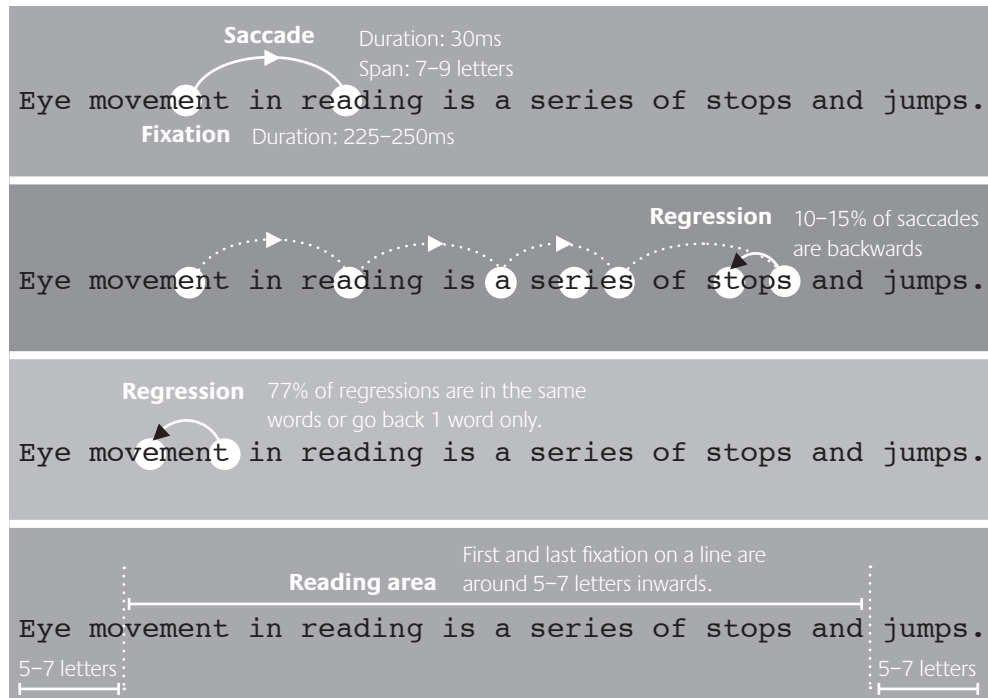 Saccade Duration: 30ms
Span: 7–9 letters
Eye movement in reading is a series of stops and jumps.
Fixation Duration: 225–250ms
Regression 10–15% of saccades
are backwards
Eye movement in reading is a series of stops and jumps.
Regression 77% of regressions are in the same
words or go back 1 word only.
Eye movement in reading is a series of stops and jumps.
First and last fixation on a line are
Reading area around 5–7 letters inwards.
Eye movement in reading is a series of stops and jumps.
5–7 letters 5–7 letters